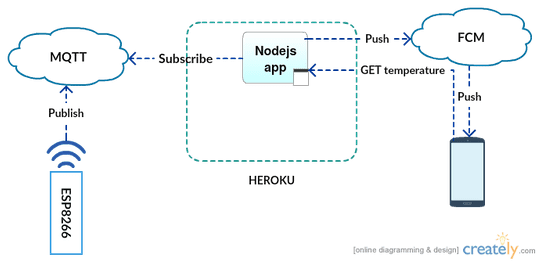 MQTT
Subscribe
Nodejs
app
Push
FCM
GET temperature
Push
Publish
ESP8266
HEROKU
[online diagramming & design] creately.com